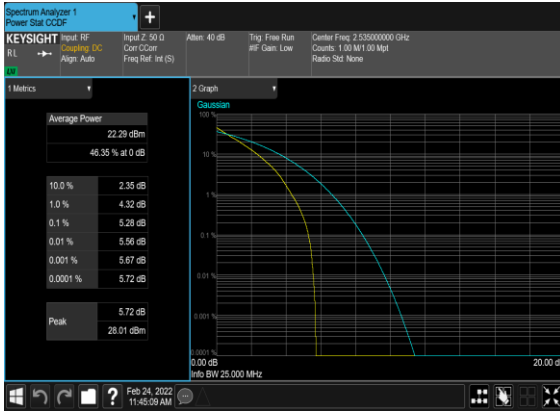 Spectrum Analyzer 1
Power Stat CCDF
KEYSIGHT
RL
LXI
Input: RF
Coupling: DC
Align: Auto
Input Z: 50 Ω
Corr CCorr
Freq Ref: Int (S)
Atten: 40 dB
Trig: Free Run
#IF Gain: Low
Center Freq: 2.535000000 GHz
Counts: 1.00 M/1.00 Mpt
Radio Std: None
1 Metrics
Average Power
22.29 dBm
46.35 % at 0 dB
10.0 % 2.35 dB
1.0 % 4.32 dB
0.1 % 5.28 dB
0.01 % 5.56 dB
0.001 % 5.67 dB
0.0001 % 5.72 dB
Peak
5.72 dB
28.01 dBm
2 Graph
Gaussian
100 %
10 %
1 %
0.1 %
0.01 %
0.001 %
0.0001 %
0.00 dB
20.00 d
Info BW 25.000 MHz
?
Feb 24, 2022
11:45:09 AM